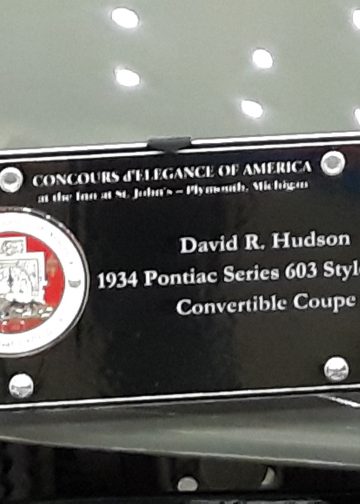 CONCOURS d'ELEGANCE OF AMERICA
at the Inn at St. John's – Plymouth, Michigan
David R. Hudson
1934 Pontiac Series 603 Style
Convertible Coupe